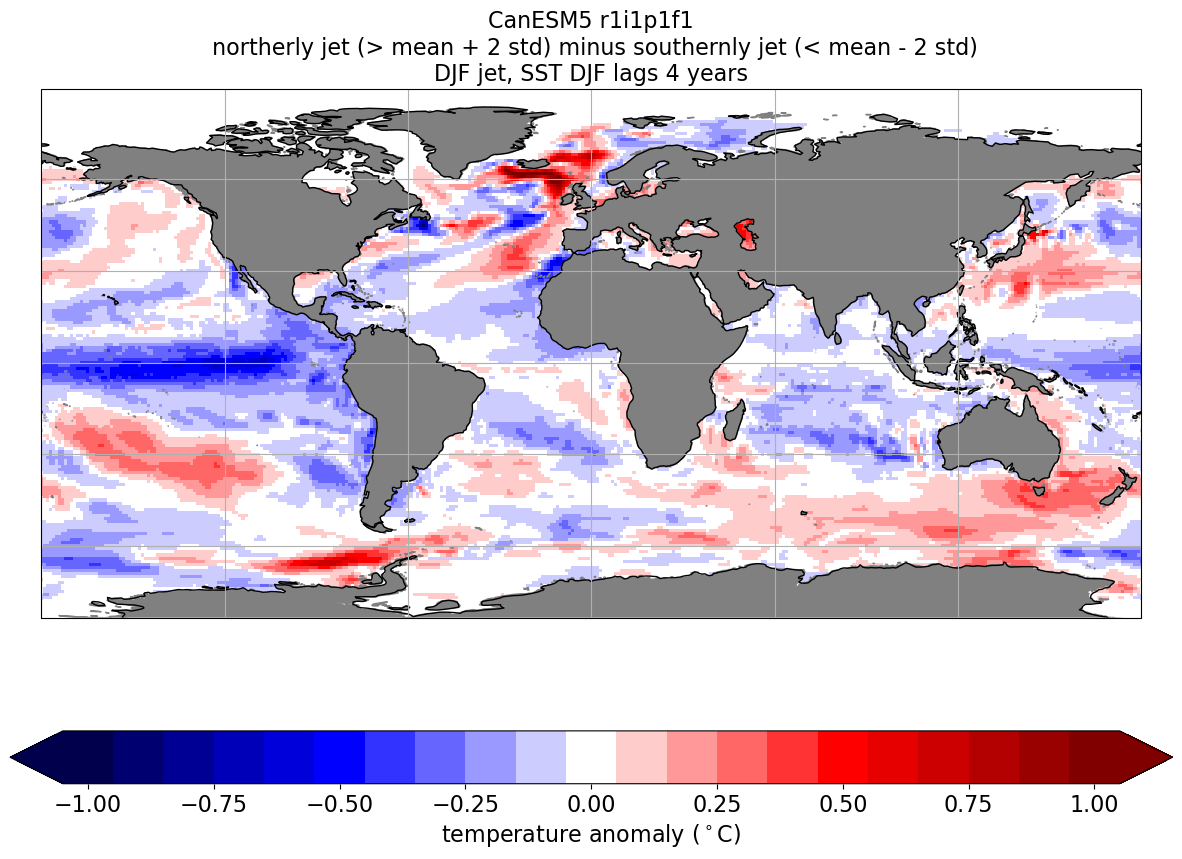 CanESM5 r1i1p1f1
northerly jet (> mean + 2 std) minus southernly jet (< mean - 2 std)
DJF jet, SST DJF lags 4 years
−1.00 −0.75 −0.50 −0.25 0.00 0.25 0.50 0.75 1.00
temperature anomaly (°C)